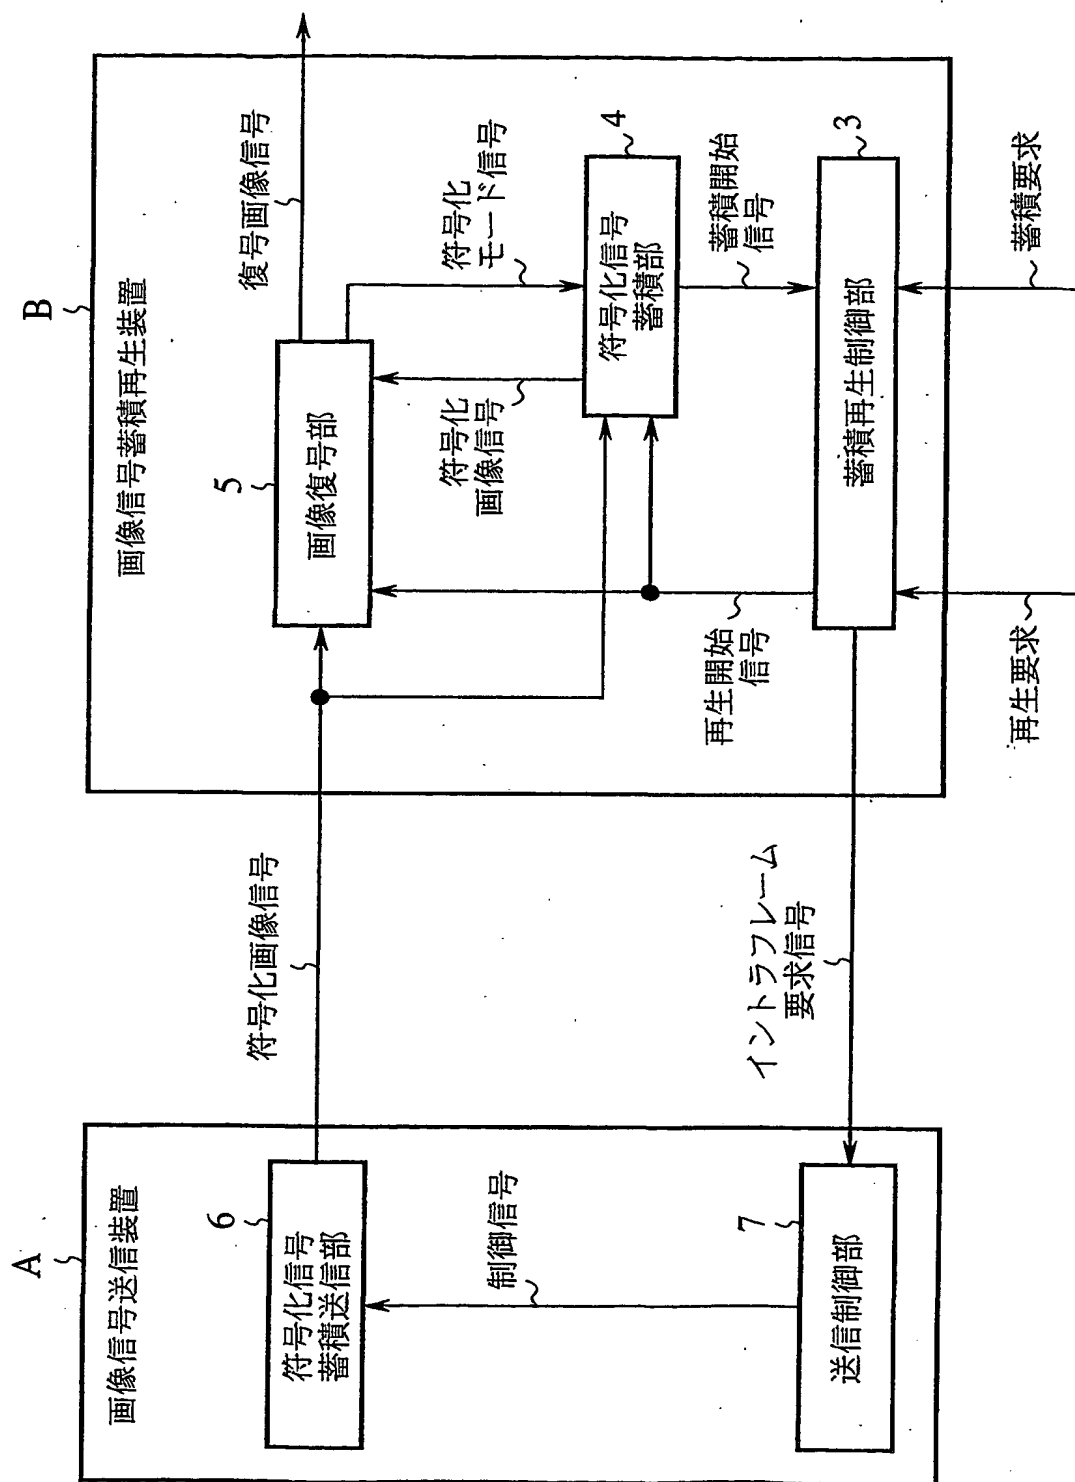 A
画像信号送信装置
6
符号化信号
蓄積送信部
制御信号
7
送信制御部
符号化画像信号
イントラフレーム
要求信号
B
画像信号蓄積再生装置
5
画像復号部
復号画像信号
符号化
モード信号
符号化
画像信号
4
符号化信号
蓄積部
蓄積開始
信号
再生開始
信号
3
蓄積再生制御部
再生要求
蓄積要求